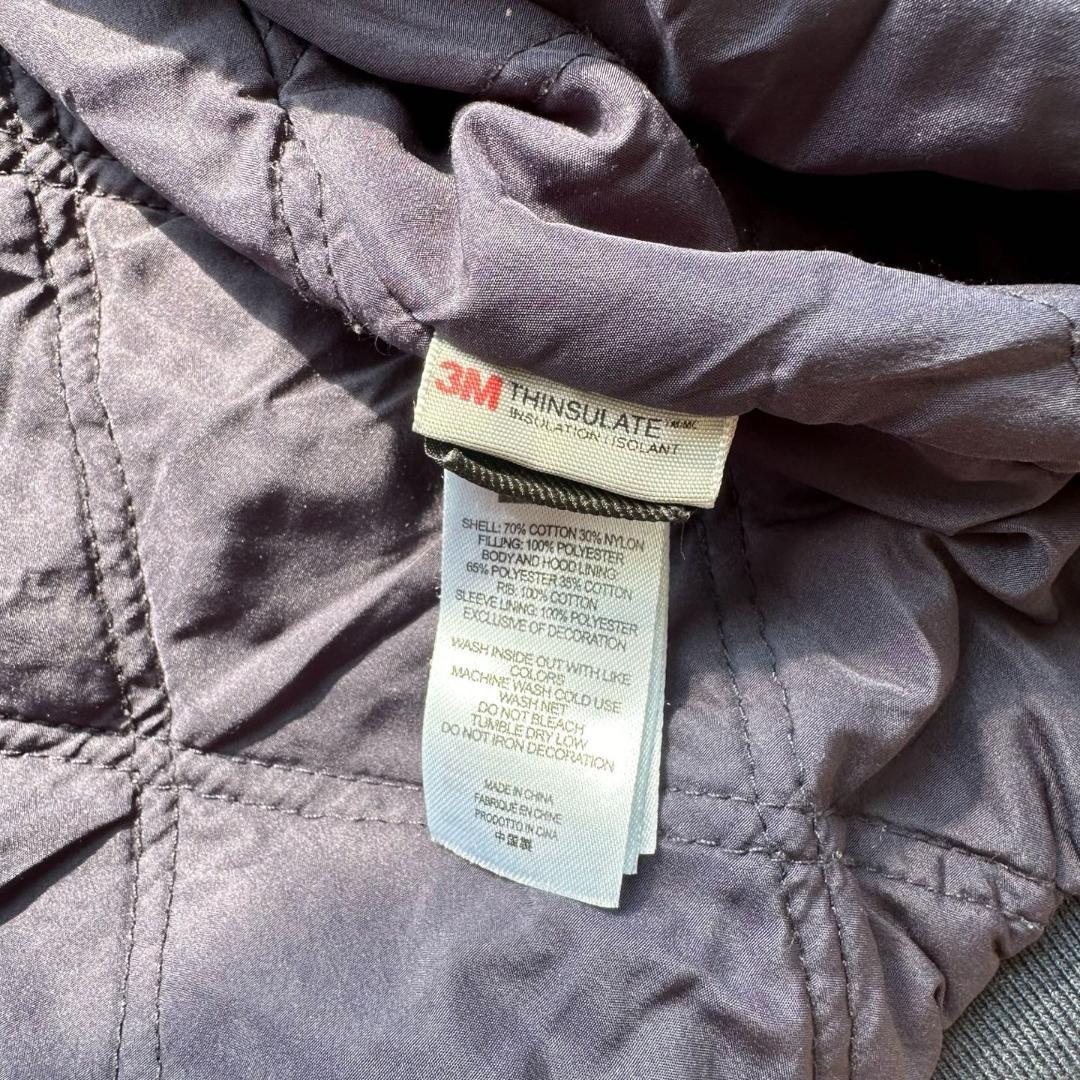 3M THINSULATE™ MC
INSULATION / ISOLANT
SHELL: 70% COTTON 30% NYLON
FILLING: 100% POLYESTER
BODY AND HOOD LINING:
65% POLYESTER 35% COTTON
RIB: 100% COTTON
SLEEVE LINING: 100% POLYESTER
EXCLUSIVE OF DECORATION
WASH INSIDE OUT WITH LIKE
COLORS
MACHINE WASH COLD USE
WASH NET
DO NOT BLEACH
TUMBLE DRY LOW
DO NOT IRON DECORATION
MADE IN CHINA
FABRIQUÉ EN CHINE
PRODOTTO IN CINA
中国製